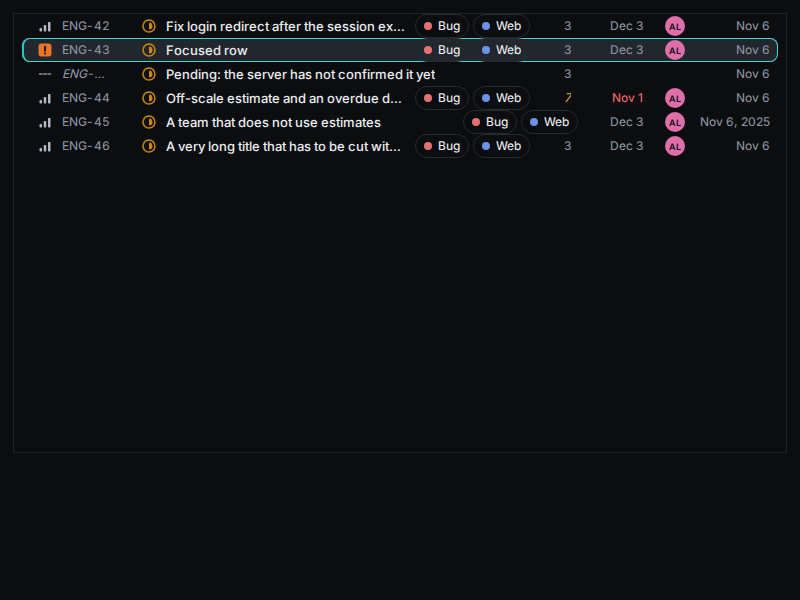 ENG-42 Fix login redirect after the session ex... Bug Web 3 Dec 3 AL Nov 6
! ENG-43 Focused row Bug Web 3 Dec 3 AL Nov 6
ENG-... Pending: the server has not confirmed it yet 3 Nov 6
ENG-44 Off-scale estimate and an overdue d... Bug Web 7 Nov 1 AL Nov 6
ENG-45 A team that does not use estimates Bug Web Dec 3 AL Nov 6, 2025
ENG-46 A very long title that has to be cut wit... Bug Web 3 Dec 3 AL Nov 6